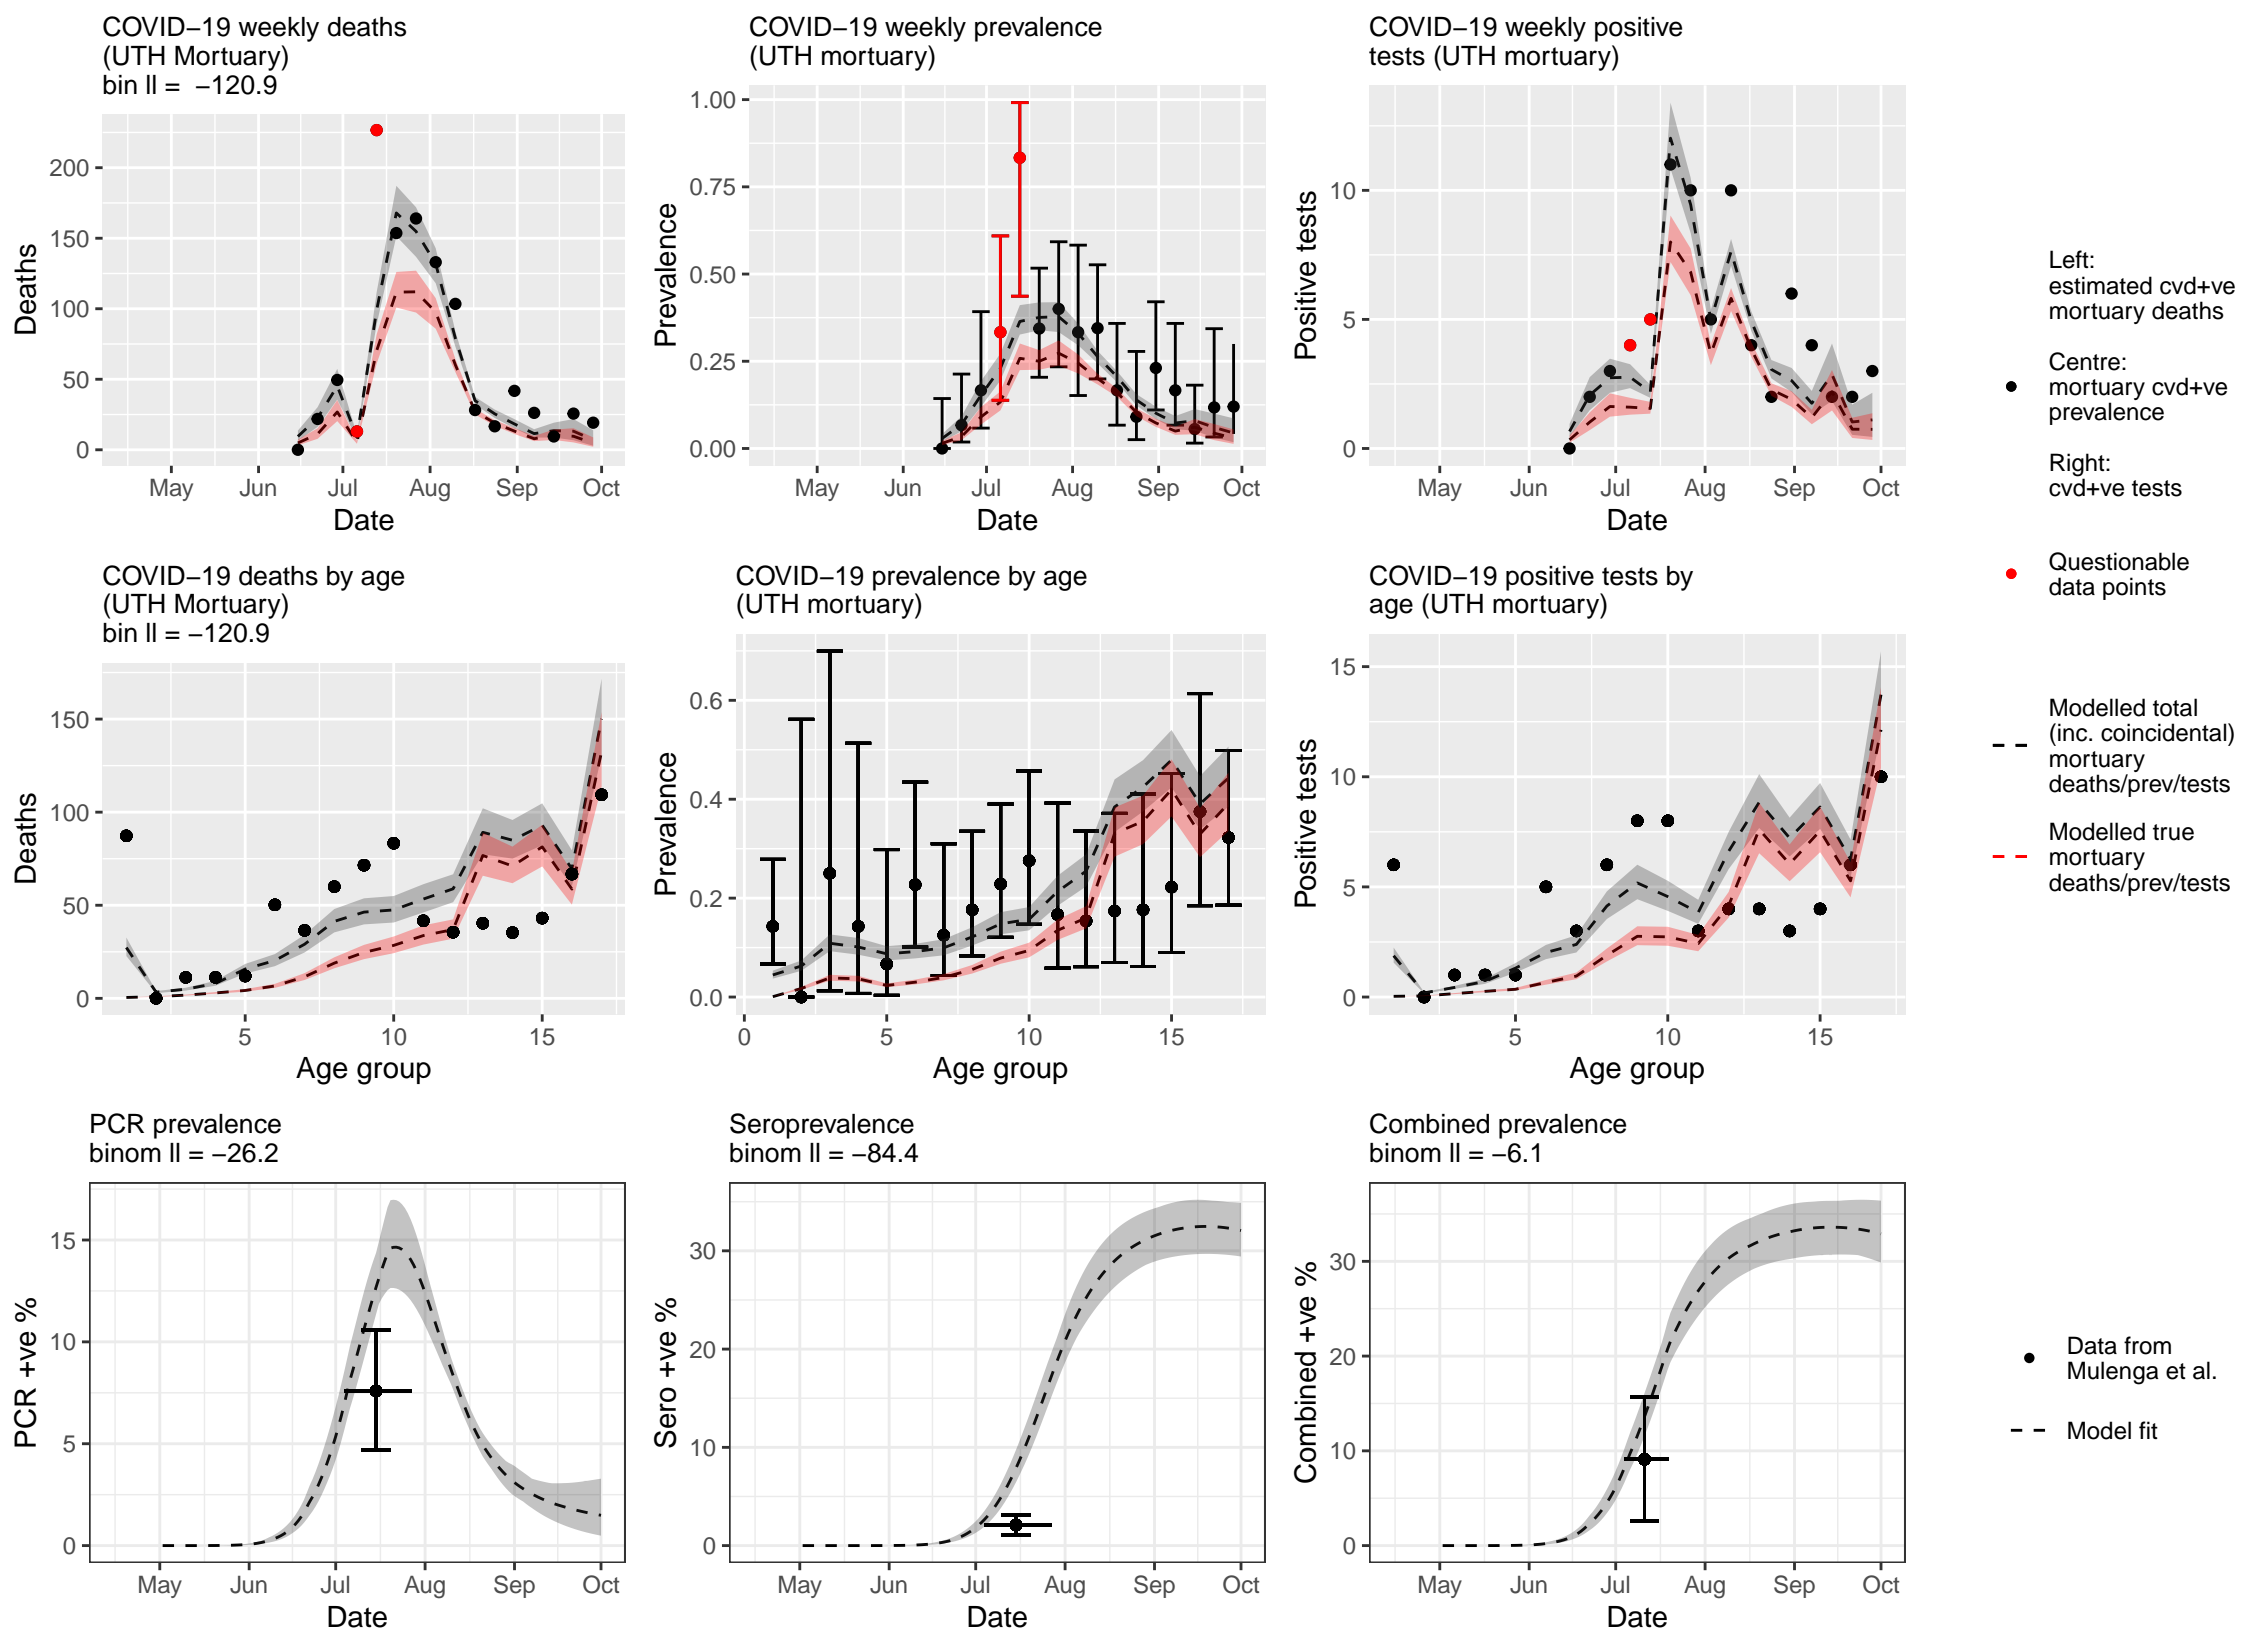 COVID−19 weekly deaths
(UTH Mortuary)
bin ll =  −120.9
Deaths
200
150
100
50
0
May Jun Jul Aug Sep Oct
Date
COVID−19 weekly prevalence
(UTH mortuary)
Prevalence
1.00
0.75
0.50
0.25
0.00
May Jun Jul Aug Sep Oct
Date
COVID−19 weekly positive
tests (UTH mortuary)
Positive tests
10
5
0
May Jun Jul Aug Sep Oct
Date
Left:
estimated cvd+ve
mortuary deaths
Centre:
mortuary cvd+ve
prevalence
Right:
cvd+ve tests
Questionable
data points
COVID−19 deaths by age
(UTH Mortuary)
bin ll = −120.9
Deaths
150
100
50
0
5 10 15
Age group
COVID−19 prevalence by age
(UTH mortuary)
Prevalence
0.6
0.4
0.2
0.0
0 5 10 15
Age group
COVID−19 positive tests by
age (UTH mortuary)
Positive tests
15
10
5
0
5 10 15
Age group
Modelled total
(inc. coincidental)
mortuary
deaths/prev/tests
Modelled true
mortuary
deaths/prev/tests
PCR prevalence
binom ll = −26.2
PCR +ve %
15
10
5
0
May Jun Jul Aug Sep Oct
Date
Seroprevalence
binom ll = −84.4
Sero +ve %
30
20
10
0
May Jun Jul Aug Sep Oct
Date
Combined prevalence
binom ll = −6.1
Combined +ve %
30
20
10
0
May Jun Jul Aug Sep Oct
Date
Data from
Mulenga et al.
Model fit